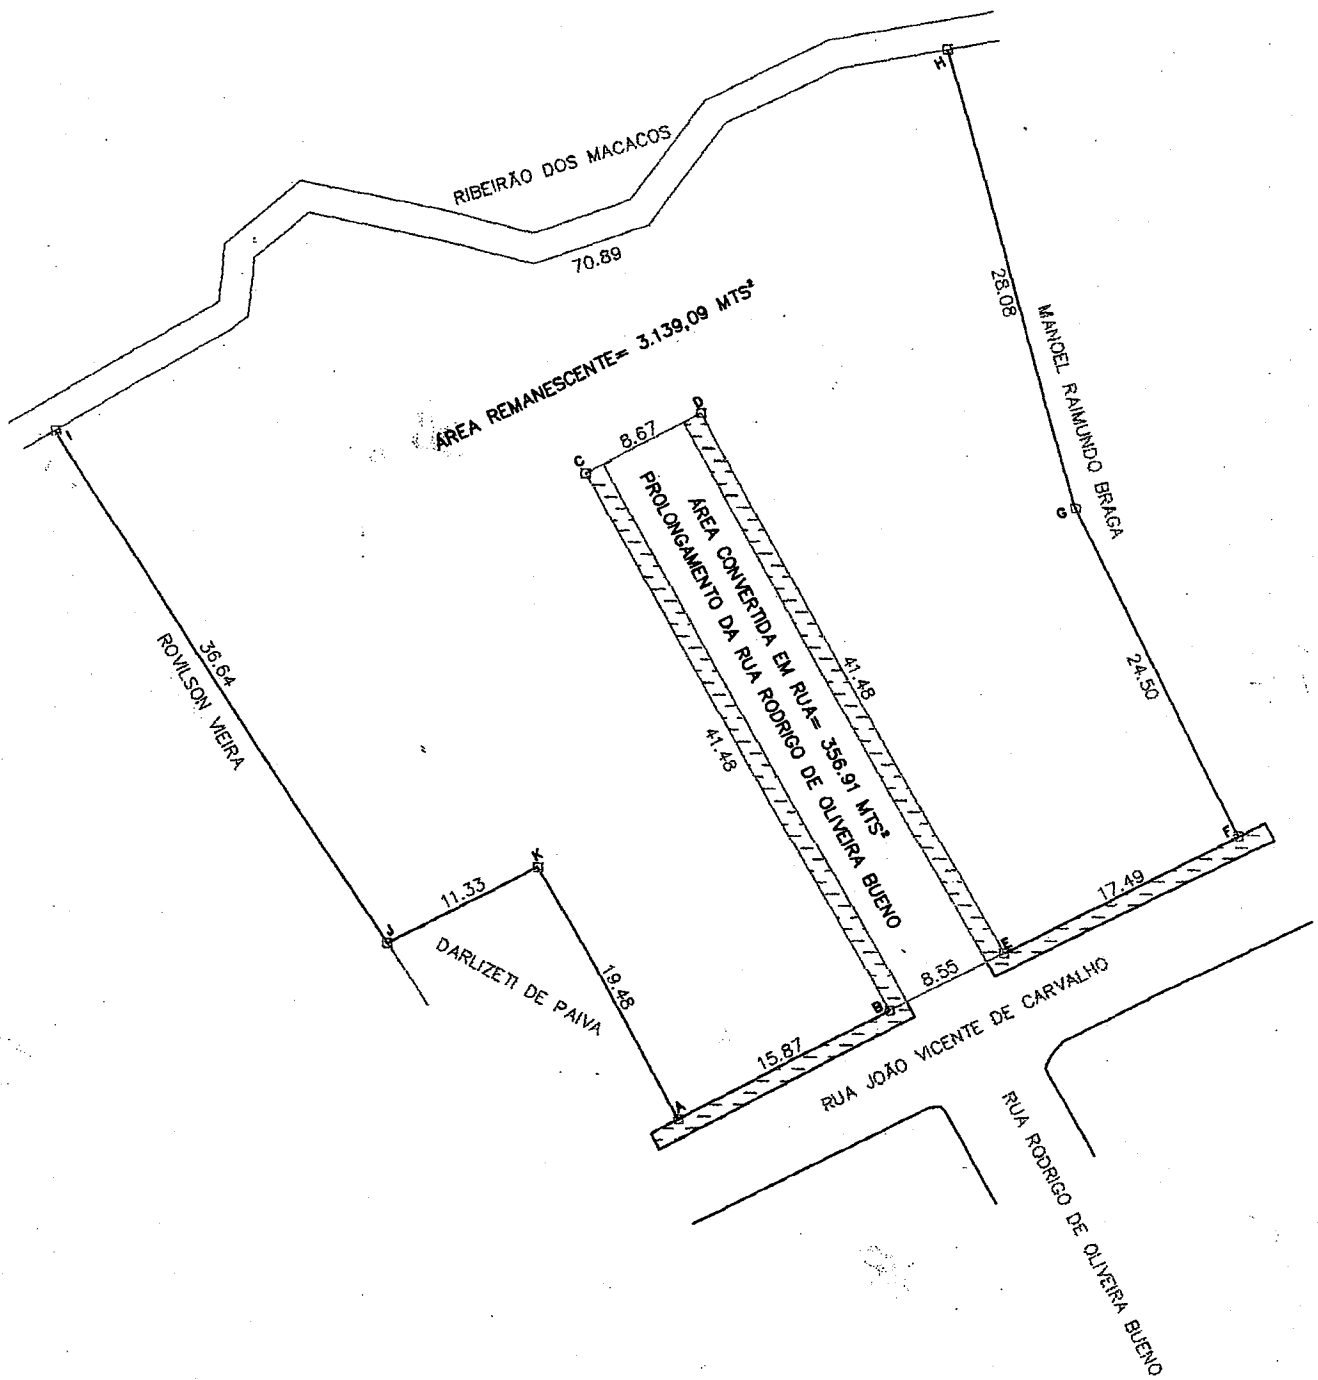 H
RIBEIRÃO DOS MACACOS
70.89
28.08
MANOEL RAIMUNDO BRAGA
ÁREA REMANESCENTE= 3.139,09 MTS²
I
D
8.67
C
G
PROLONGAMENTO DA RUA RODRIGO DE OLIVEIRA BUENO
ÁREA CONVERTIDA EM RUA= 356.91 MTS²
36.64
ROVILSON VIEIRA
41.48
41.48
24.50
F
K
11.33
J
17.49
DARLIZETI DE PAIVA
19.48
E
8.55
B
15.87
A
RUA JOÃO VICENTE DE CARVALHO
RUA RODRIGO DE OLIVEIRA BUENO